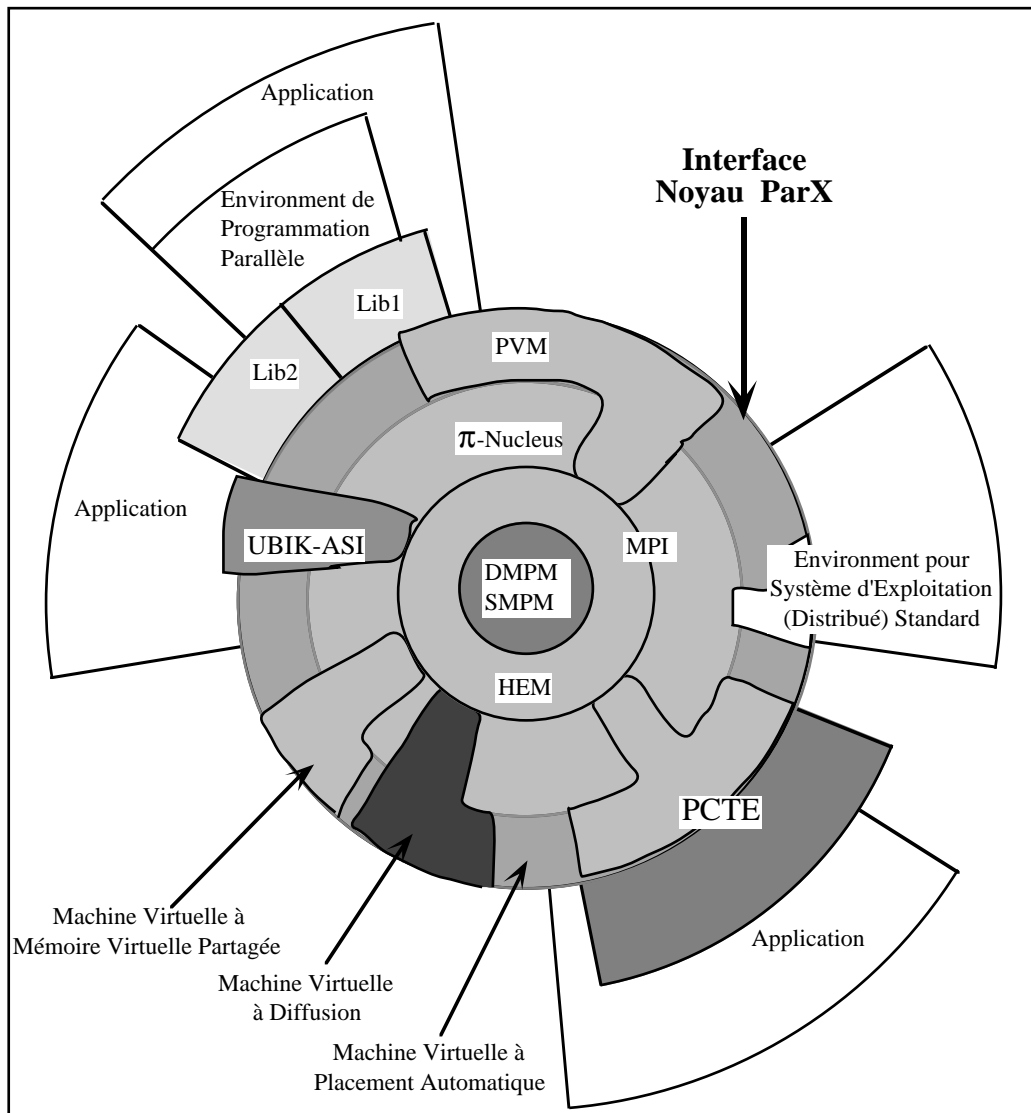 Application
Interface
Noyau ParX
Environment de
Programmation
Parallèle
Lib1
PVM
Lib2
π-Nucleus
Application
UBIK-ASI
MPI
DMPM
SMPM
Environment pour
Système d'Exploitation
(Distribué) Standard
HEM
PCTE
Machine Virtuelle à
Mémoire Virtuelle Partagée
Application
Machine Virtuelle
à Diffusion
Machine Virtuelle à
Placement Automatique